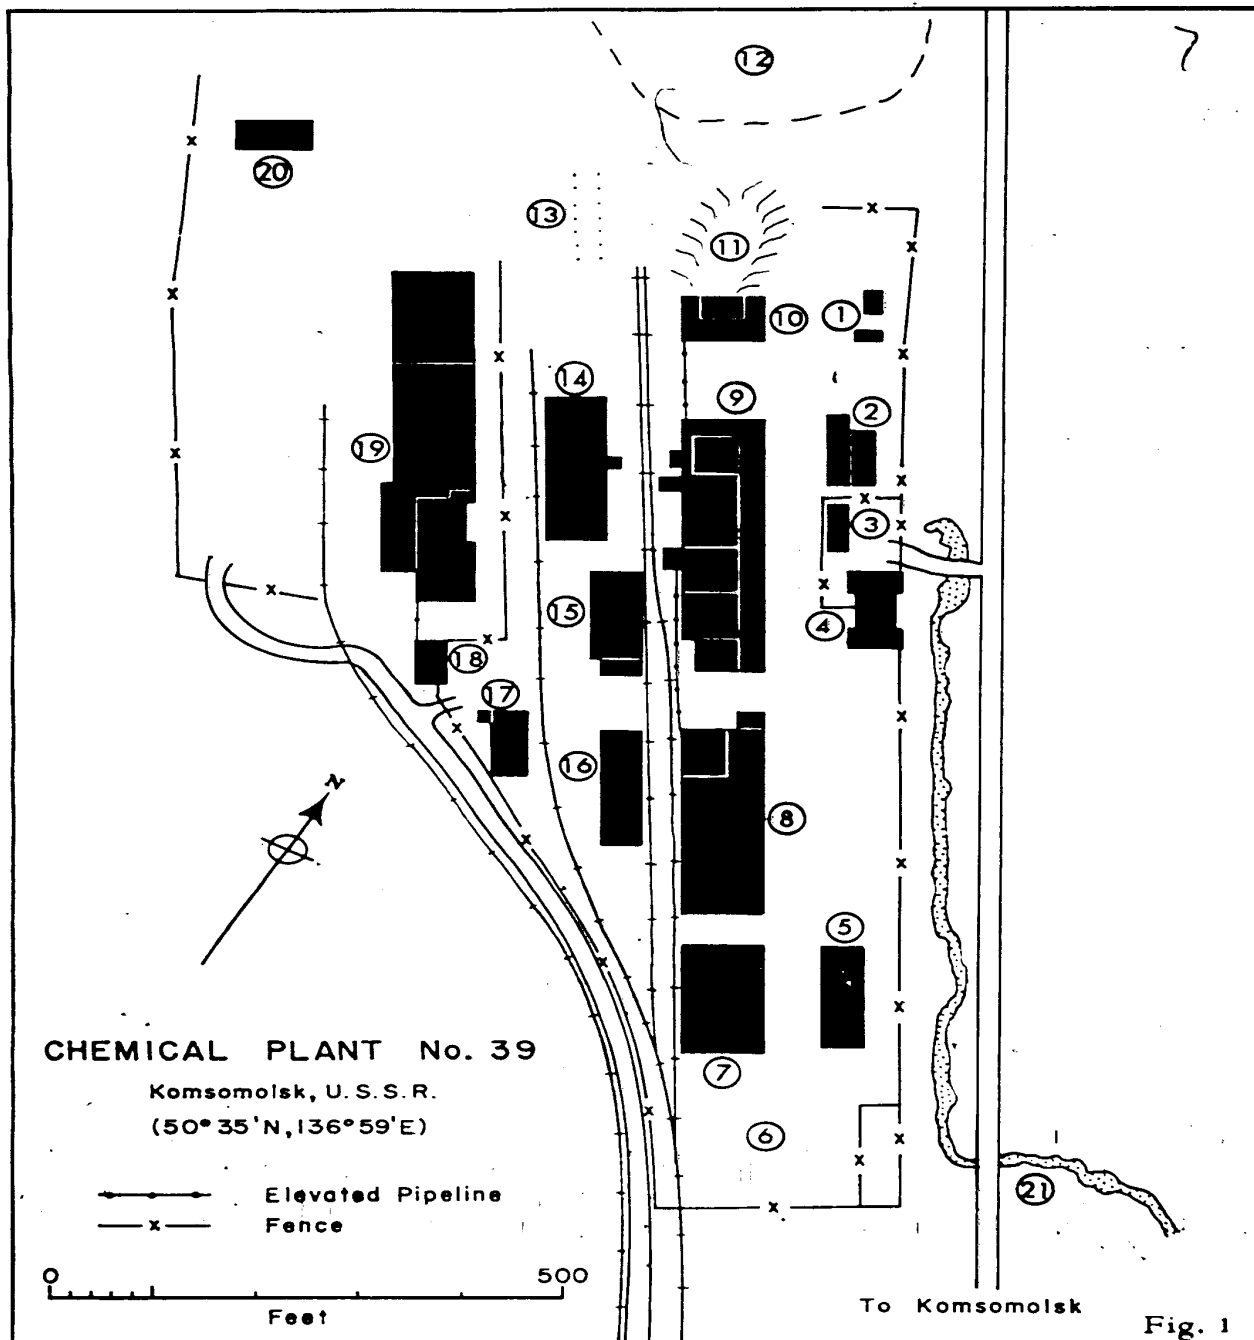 7
12
20
13
11
1
10
14
9
2
19
3
15
4
18
17
16
8
N
5
CHEMICAL PLANT No. 39
Komsomolsk, U.S.S.R.
(50°35'N,136°59'E)
7
6
Elevated Pipeline
x Fence
21
0 500
Feet
To Komsomolsk
Fig. 1